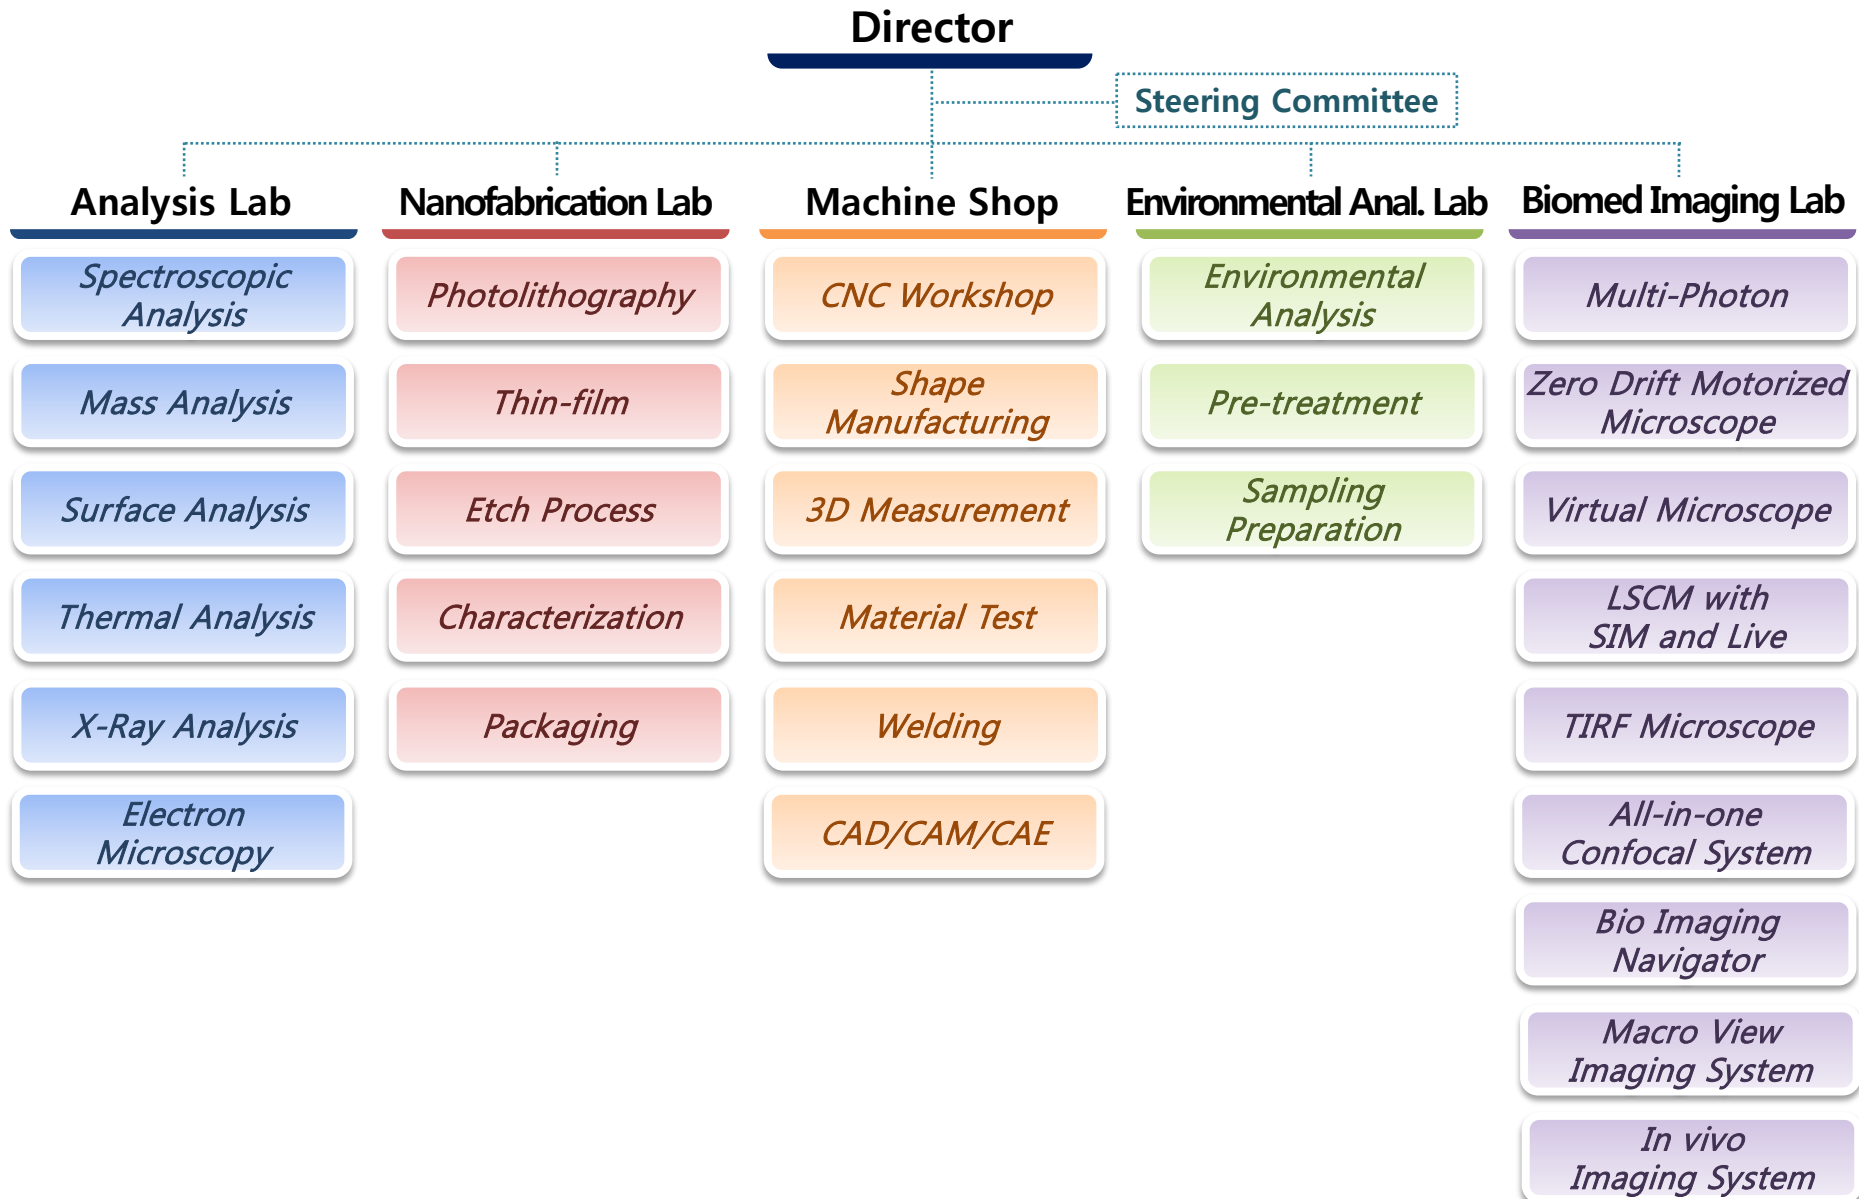 Director
Steering Committee
Analysis Lab
Spectroscopic
Analysis
Mass Analysis
Surface Analysis
Thermal Analysis
X-Ray Analysis
Electron
Microscopy
Nanofabrication Lab
Photolithography
Thin-film
Etch Process
Characterization
Packaging
Machine Shop
CNC Workshop
Shape
Manufacturing
3D Measurement
Material Test
Welding
CAD/CAM/CAE
Environmental Anal. Lab
Environmental
Analysis
Pre-treatment
Sampling
Preparation
Biomed Imaging Lab
Multi-Photon
Zero Drift Motorized
Microscope
Virtual Microscope
LSCM with
SIM and Live
TIRF Microscope
All-in-one
Confocal System
Bio Imaging
Navigator
Macro View
Imaging System
In vivo
Imaging System